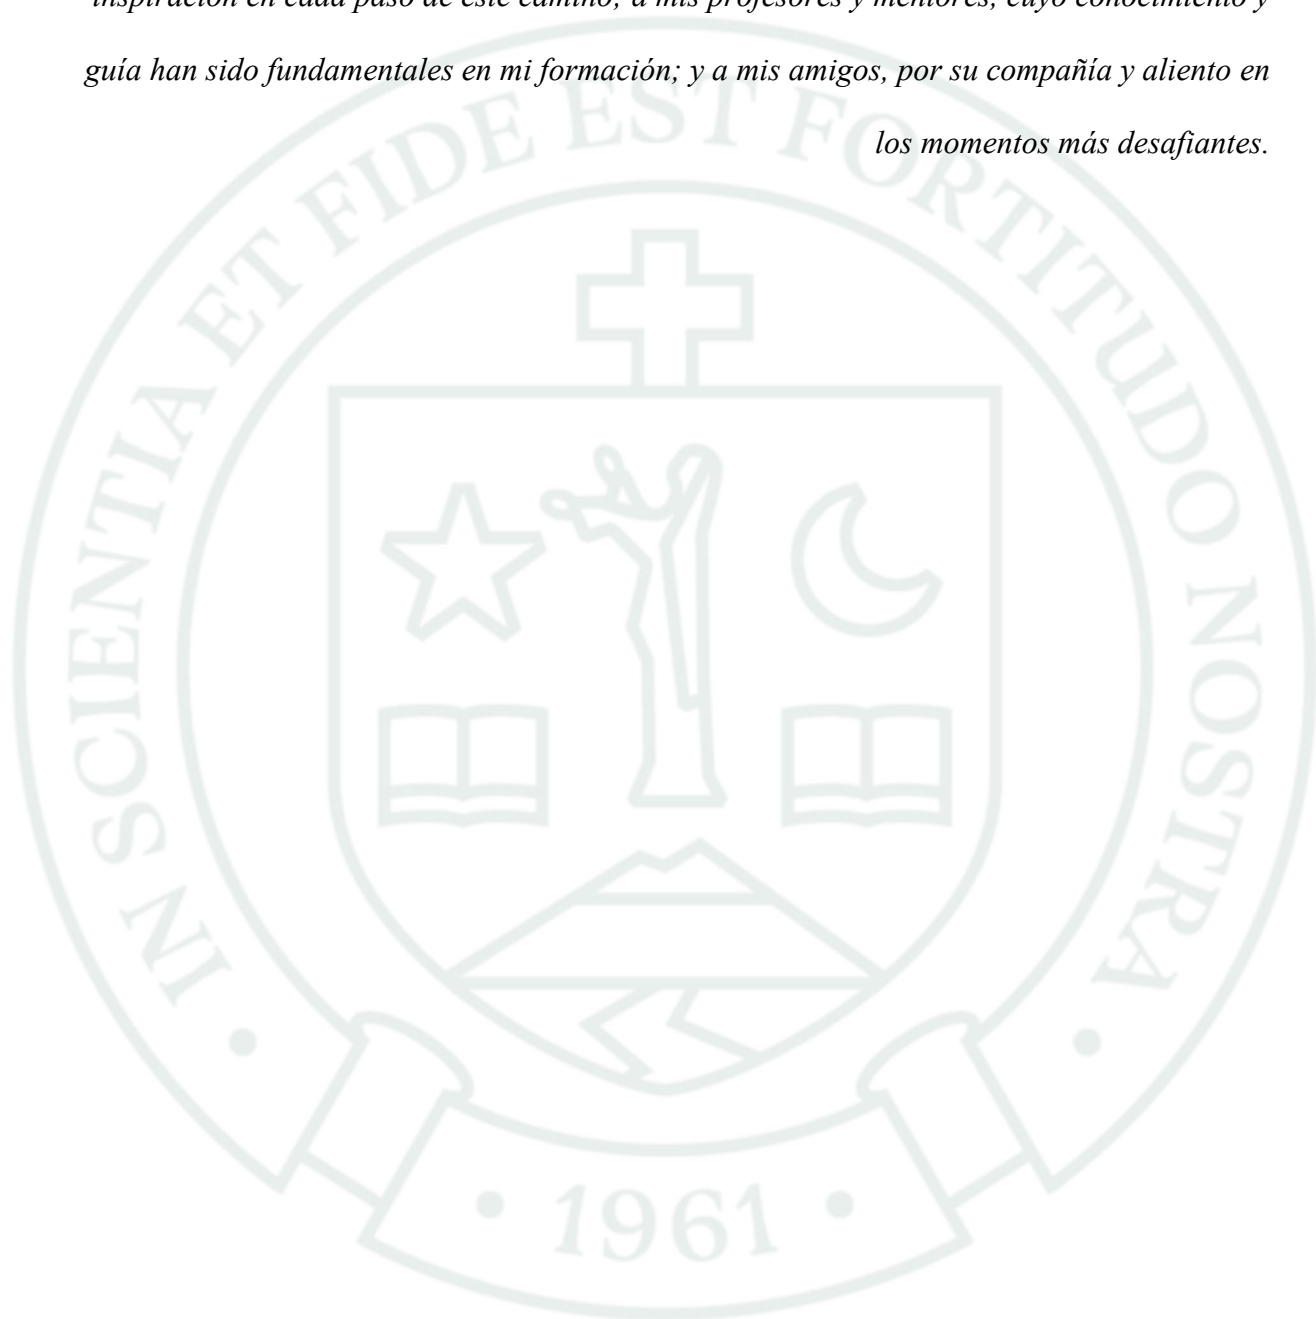 inspiración en cada paso de este camino; a mis profesores y mentores, cuyo conocimiento y
guía han sido fundamentales en mi formación; y a mis amigos, por su compañía y aliento en
los momentos más desafiantes.
IN SCIENTIA ET FIDE EST FORTITUDO NOSTRA
• 1961 •